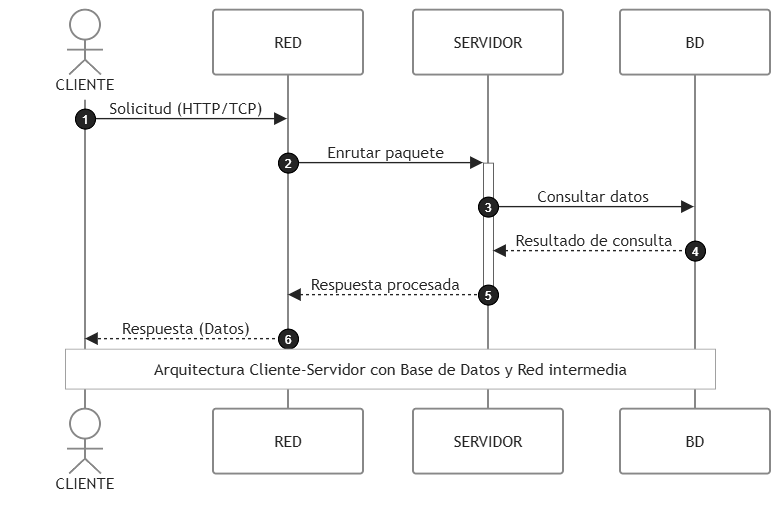 CLIENTE
RED
SERVIDOR
BD
1
Solicitud (HTTP/TCP)
2
Enrutar paquete
3
Consultar datos
Resultado de consulta
4
Respuesta procesada
5
Respuesta (Datos)
6
Arquitectura Cliente-Servidor con Base de Datos y Red intermedia
CLIENTE
RED
SERVIDOR
BD